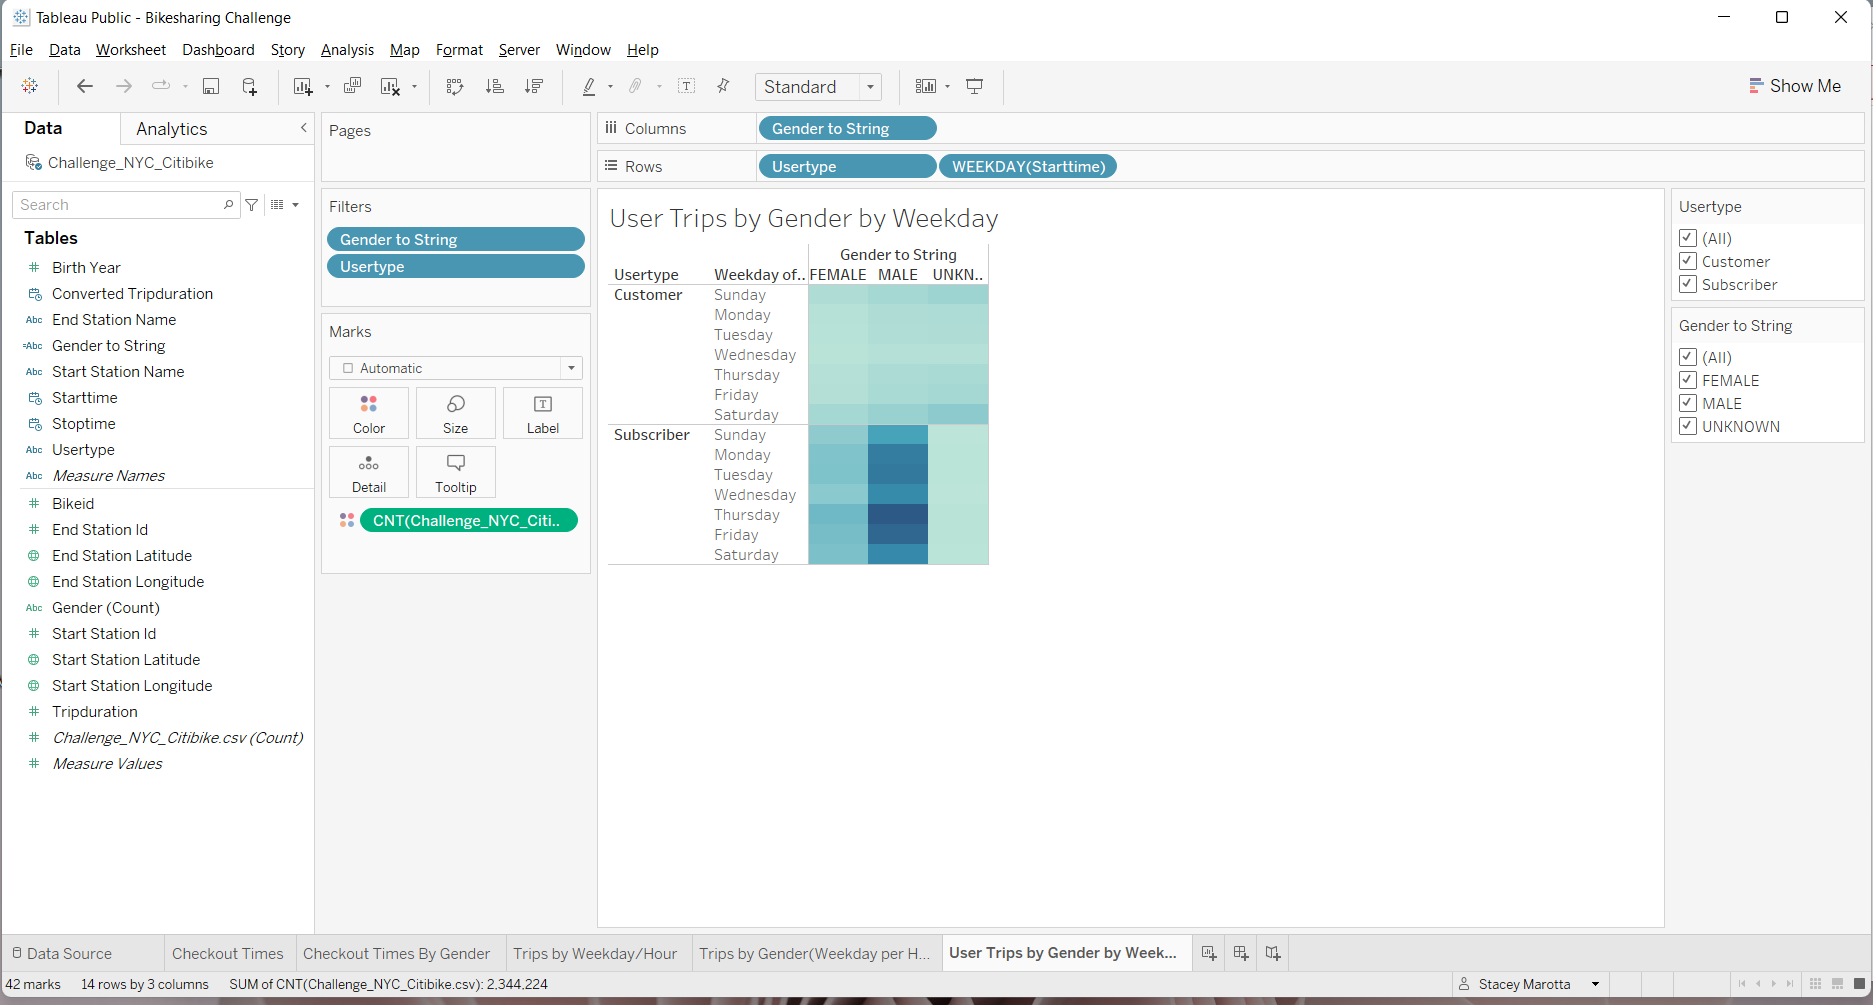 Tableau Public - Bikesharing Challenge
File Data Worksheet Dashboard Story Analysis Map Format Server Window Help
Standard
Show Me
Data Analytics
Challenge_NYC_Citibike
Search
Tables
# Birth Year
Converted Tripduration
Abc End Station Name
=Abc Gender to String
Abc Start Station Name
Starttime
Stoptime
Abc Usertype
Abc Measure Names
# Bikeid
# End Station Id
End Station Latitude
End Station Longitude
Abc Gender (Count)
# Start Station Id
Start Station Latitude
Start Station Longitude
# Tripduration
# Challenge_NYC_Citibike.csv (Count)
# Measure Values
Pages
Filters
Gender to String
Usertype
Marks
Automatic
Color Size Label
Detail Tooltip
CNT(Challenge_NYC_Citi..
Columns Gender to String
Rows Usertype WEEKDAY(Starttime)
User Trips by Gender by Weekday
Gender to String
Usertype Weekday of.. FEMALE MALE UNKN..
Customer Sunday
Monday
Tuesday
Wednesday
Thursday
Friday
Saturday
Subscriber Sunday
Monday
Tuesday
Wednesday
Thursday
Friday
Saturday
Usertype
(All)
Customer
Subscriber
Gender to String
(All)
FEMALE
MALE
UNKNOWN
Data Source Checkout Times Checkout Times By Gender Trips by Weekday/Hour Trips by Gender(Weekday per H... User Trips by Gender by Week...
42 marks 14 rows by 3 columns SUM of CNT(Challenge_NYC_Citibike.csv): 2,344,224 Stacey Marotta